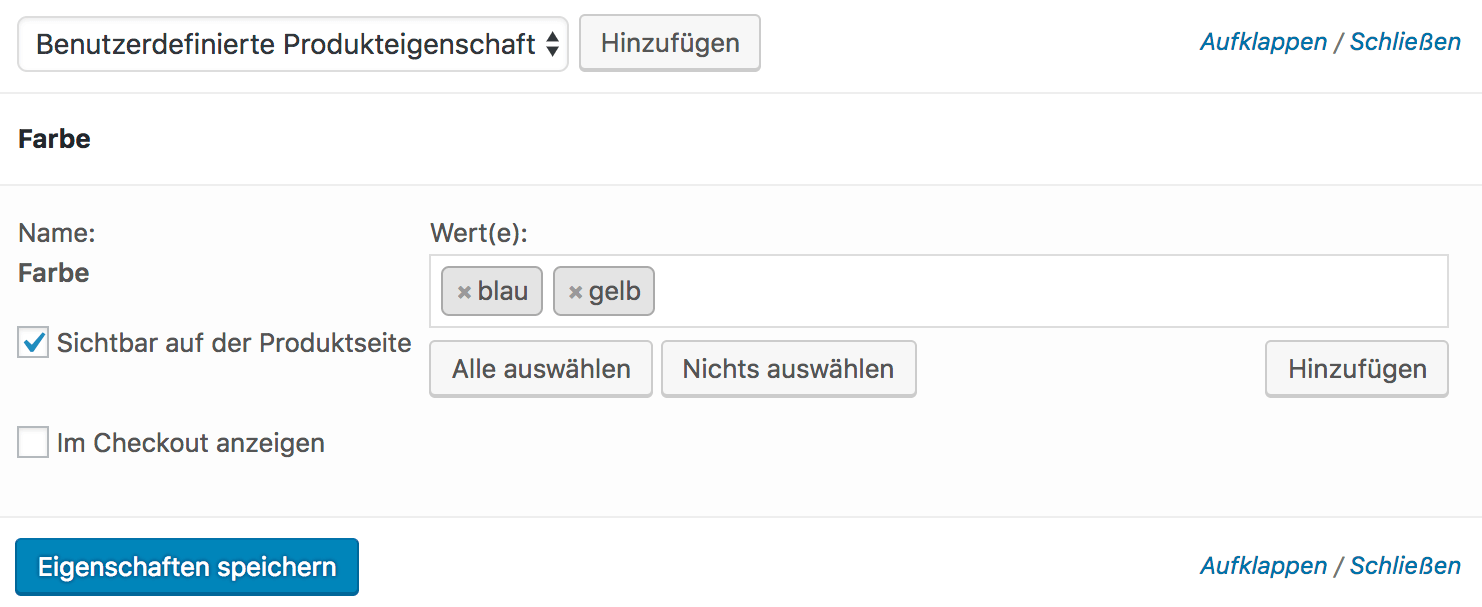 Benutzerdefinierte Produkteigenschaft Hinzufügen Aufklappen / Schließen
Farbe
Name: Wert(e):
Farbe
× blau × gelb
Sichtbar auf der Produktseite
Alle auswählen Nichts auswählen Hinzufügen
Im Checkout anzeigen
Eigenschaften speichern Aufklappen / Schließen